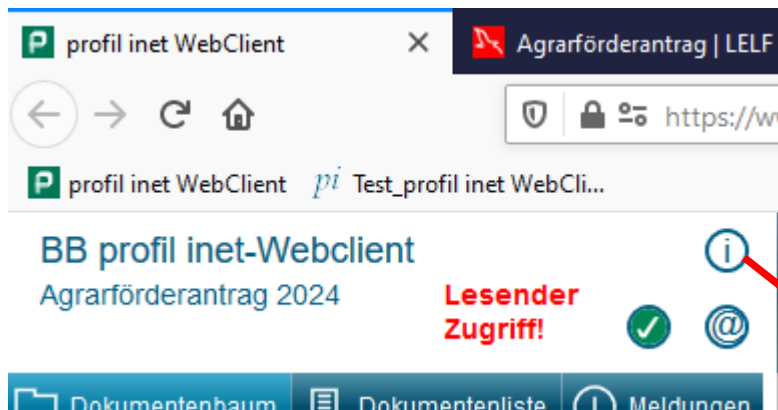 profil inet WebClient
Agrarförderantrag | LELF
https://w
profil inet WebClient
pi Test_profil inet WebCli...
BB profil inet-Webclient
Agrarförderantrag 2024
Lesender
Zugriff!
Dokumentenbaum
Dokumentenliste
Meldungen